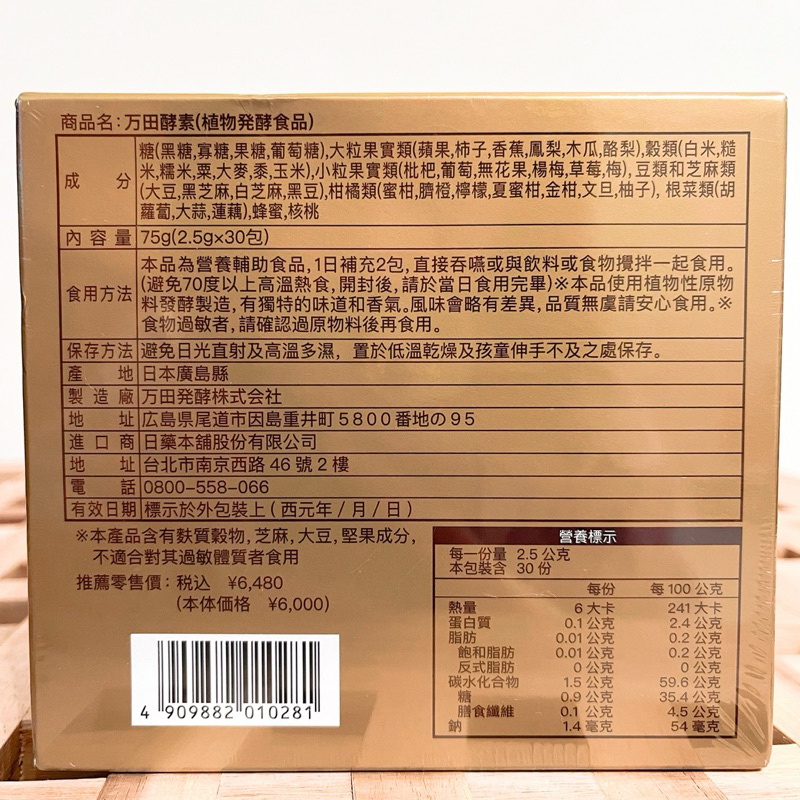 商品名:万田酵素(植物発酵食品)
成分 糖(黑糖,寡糖,果糖,葡萄糖),大粒果實類(蘋果,柿子,香蕉,鳳梨,木瓜,酪梨),穀類(白米,糙
米,糯米,粟,大麥,黍,玉米),小粒果實類(枇杷,葡萄,無花果,楊梅,草莓,梅),豆類和芝麻類
(大豆,黑芝麻,白芝麻,黑豆),柑橘類(蜜柑,臍橙,檸檬,夏蜜柑,金柑,文旦,柚子),根菜類(胡
蘿蔔,大蒜,蓮藕),蜂蜜,核桃
內容量 75g(2.5g×30包)
食用方法 本品為營養輔助食品,1日補充2包,直接吞嚥或與飲料或食物攪拌一起食用。
(避免70度以上高溫熱食,開封後,請於當日食用完畢)※本品使用植物性原物
料發酵製造,有獨特的味道和香氣。風味會略有差異,品質無虞請安心食用。※
食物過敏者,請確認過原物料後再食用。
保存方法 避免日光直射及高溫多濕,置於低溫乾燥及孩童伸手不及之處保存。
產地 日本廣島縣
製造廠 万田発酵株式会社
地址 広島県尾道市因島重井町5800番地の95
進口商 日藥本舖股份有限公司
地址 台北市南京西路46號2樓
電話 0800-558-066
有效日期 標示於外包裝上(西元年/月/日)
※本產品含有麩質穀物,芝麻,大豆,堅果成分,
不適合對其過敏體質者食用
推薦零售價:税込 ¥6,480
(本体価格 ¥6,000)
4 909882 010281
營養標示
每一份量 2.5公克
本包裝含 30份
每份 每100公克
熱量 6大卡 241大卡
蛋白質 0.1公克 2.4公克
脂肪 0.01公克 0.2公克
飽和脂肪 0.01公克 0.2公克
反式脂肪 0公克 0公克
碳水化合物 1.5公克 59.6公克
糖 0.9公克 35.4公克
膳食纖維 0.1公克 4.5公克
鈉 1.4毫克 54毫克